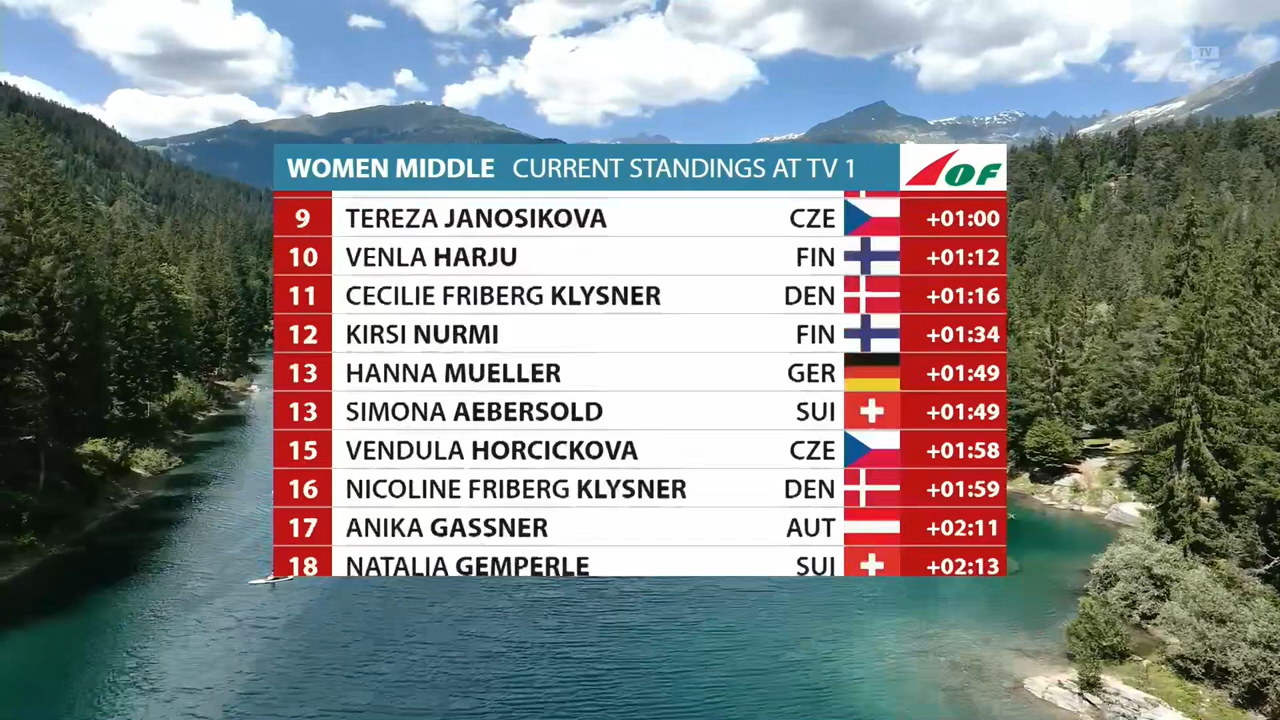 TV
WOMEN MIDDLE CURRENT STANDINGS AT TV 1 IOF
9 TEREZA JANOSIKOVA CZE +01:00
10 VENLA HARJU FIN +01:12
11 CECILIE FRIBERG KLYSNER DEN +01:16
12 KIRSI NURMI FIN +01:34
13 HANNA MUELLER GER +01:49
13 SIMONA AEBERSOLD SUI +01:49
15 VENDULA HORCICKOVA CZE +01:58
16 NICOLINE FRIBERG KLYSNER DEN +01:59
17 ANIKA GASSNER AUT +02:11
18 NATALIA GEMPERLE SUI +02:13